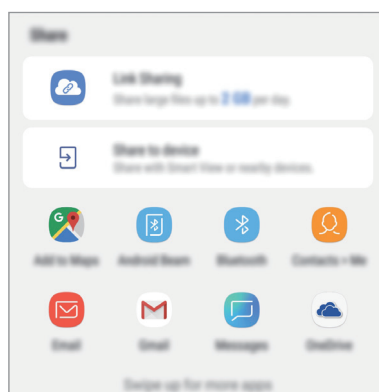 Share
Link Sharing
Share large files up to 2 GB per day.
Share to device
Share with Smart View or nearby devices.
Add to Maps Android Beam Bluetooth Contacts + Me
Email Gmail Messages OneDrive
Swipe up for more apps